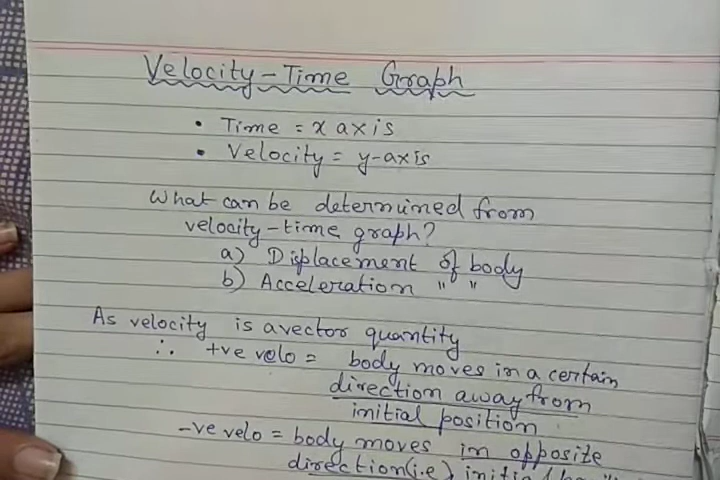 Velocity-Time Graph
• Time = x axis
• Velocity = y-axis
What can be determined from
velocity-time graph?
a) Displacement of body
b) Acceleration " "
As velocity is a vector quantity
∴ +ve velo = body moves in a certain
direction away from
initial position
-ve velo = body moves in opposite
direction (i.e)